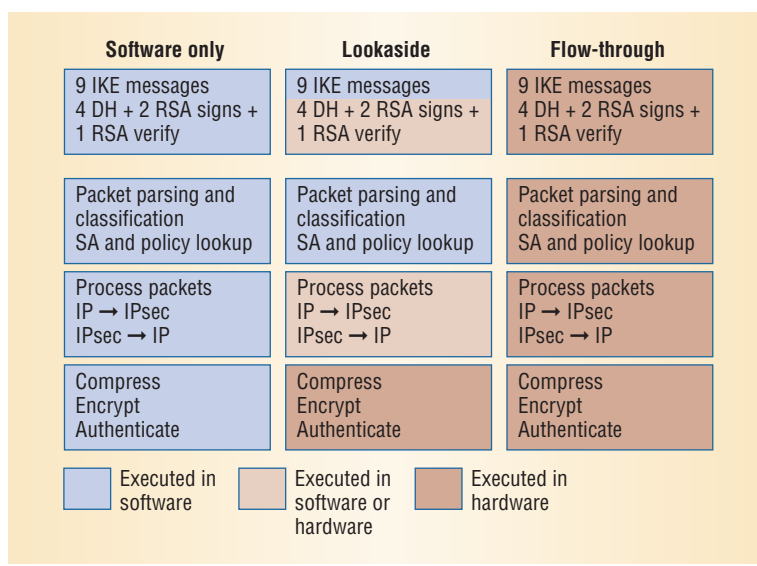 Software only
9 IKE messages
4 DH + 2 RSA signs +
1 RSA verify
Packet parsing and
classification
SA and policy lookup
Process packets
IP → IPsec
IPsec → IP
Compress
Encrypt
Authenticate
Lookaside
9 IKE messages
4 DH + 2 RSA signs +
1 RSA verify
Packet parsing and
classification
SA and policy lookup
Process packets
IP → IPsec
IPsec → IP
Compress
Encrypt
Authenticate
Flow-through
9 IKE messages
4 DH + 2 RSA signs +
1 RSA verify
Packet parsing and
classification
SA and policy lookup
Process packets
IP → IPsec
IPsec → IP
Compress
Encrypt
Authenticate
Executed in
software
Executed in
software or
hardware
Executed in
hardware